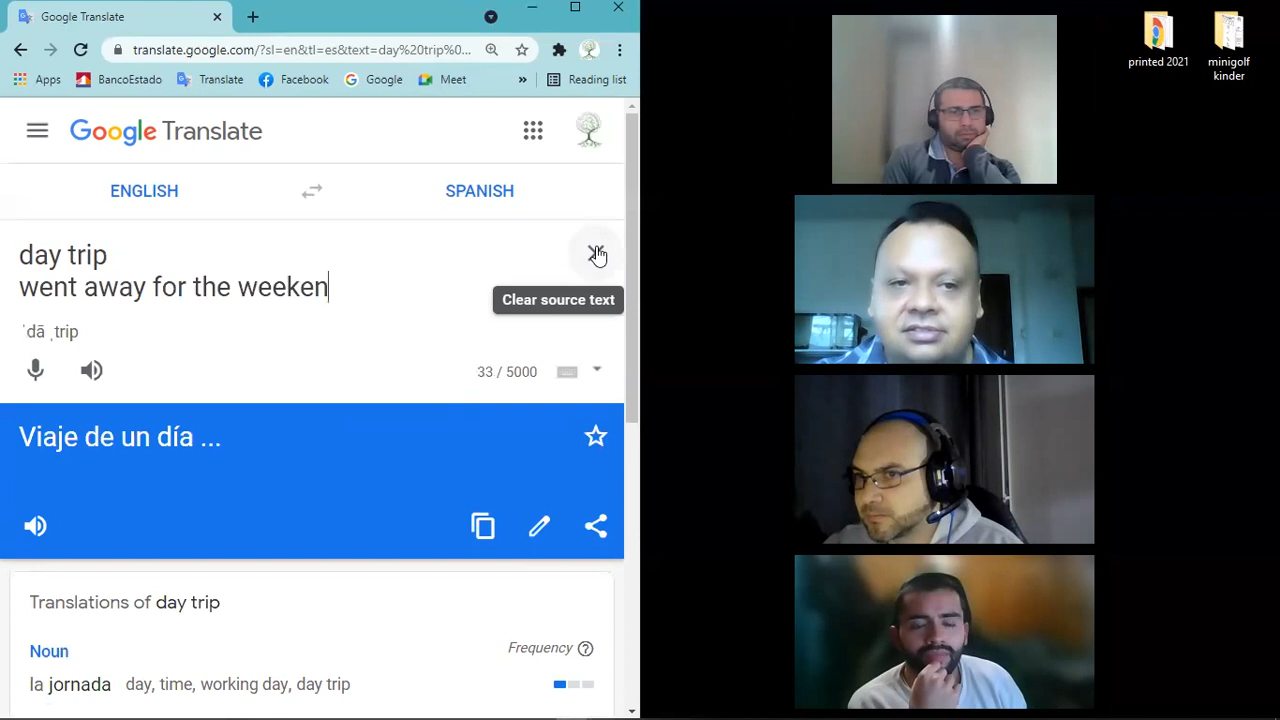 Google Translate
translate.google.com/?sl=en&tl=es&text=day%20trip%0...
Apps BancoEstado Translate Facebook Google Meet » Reading list
Google Translate
ENGLISH SPANISH
day trip
went away for the weeken
Clear source text
ˈdā ˌtrip
33 / 5000
Viaje de un día ...
Translations of day trip
Noun Frequency
la jornada day, time, working day, day trip
printed 2021
minigolf
kinder